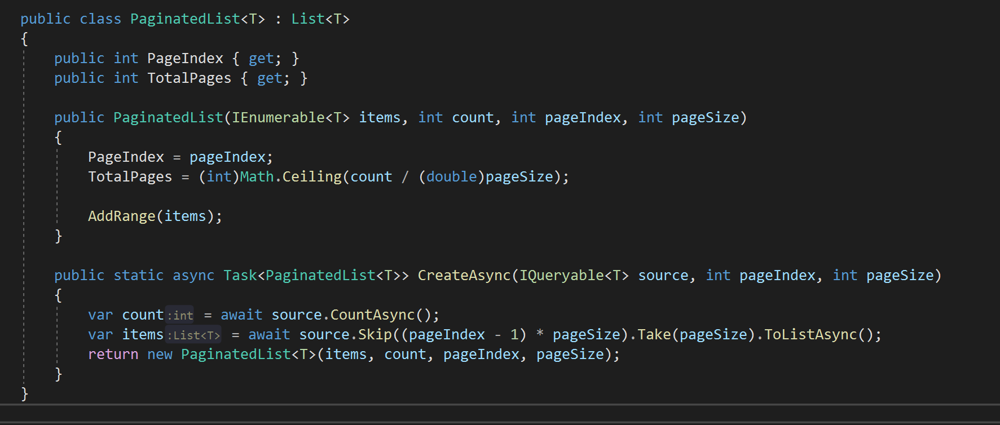 public class PaginatedList<T> : List<T>
{
    public int PageIndex { get; }
    public int TotalPages { get; }

    public PaginatedList(IEnumerable<T> items, int count, int pageIndex, int pageSize)
    {
        PageIndex = pageIndex;
        TotalPages = (int)Math.Ceiling(count / (double)pageSize);

        AddRange(items);
    }

    public static async Task<PaginatedList<T>> CreateAsync(IQueryable<T> source, int pageIndex, int pageSize)
    {
        var count :int = await source.CountAsync();
        var items :List<T> = await source.Skip((pageIndex - 1) * pageSize).Take(pageSize).ToListAsync();
        return new PaginatedList<T>(items, count, pageIndex, pageSize);
    }
}